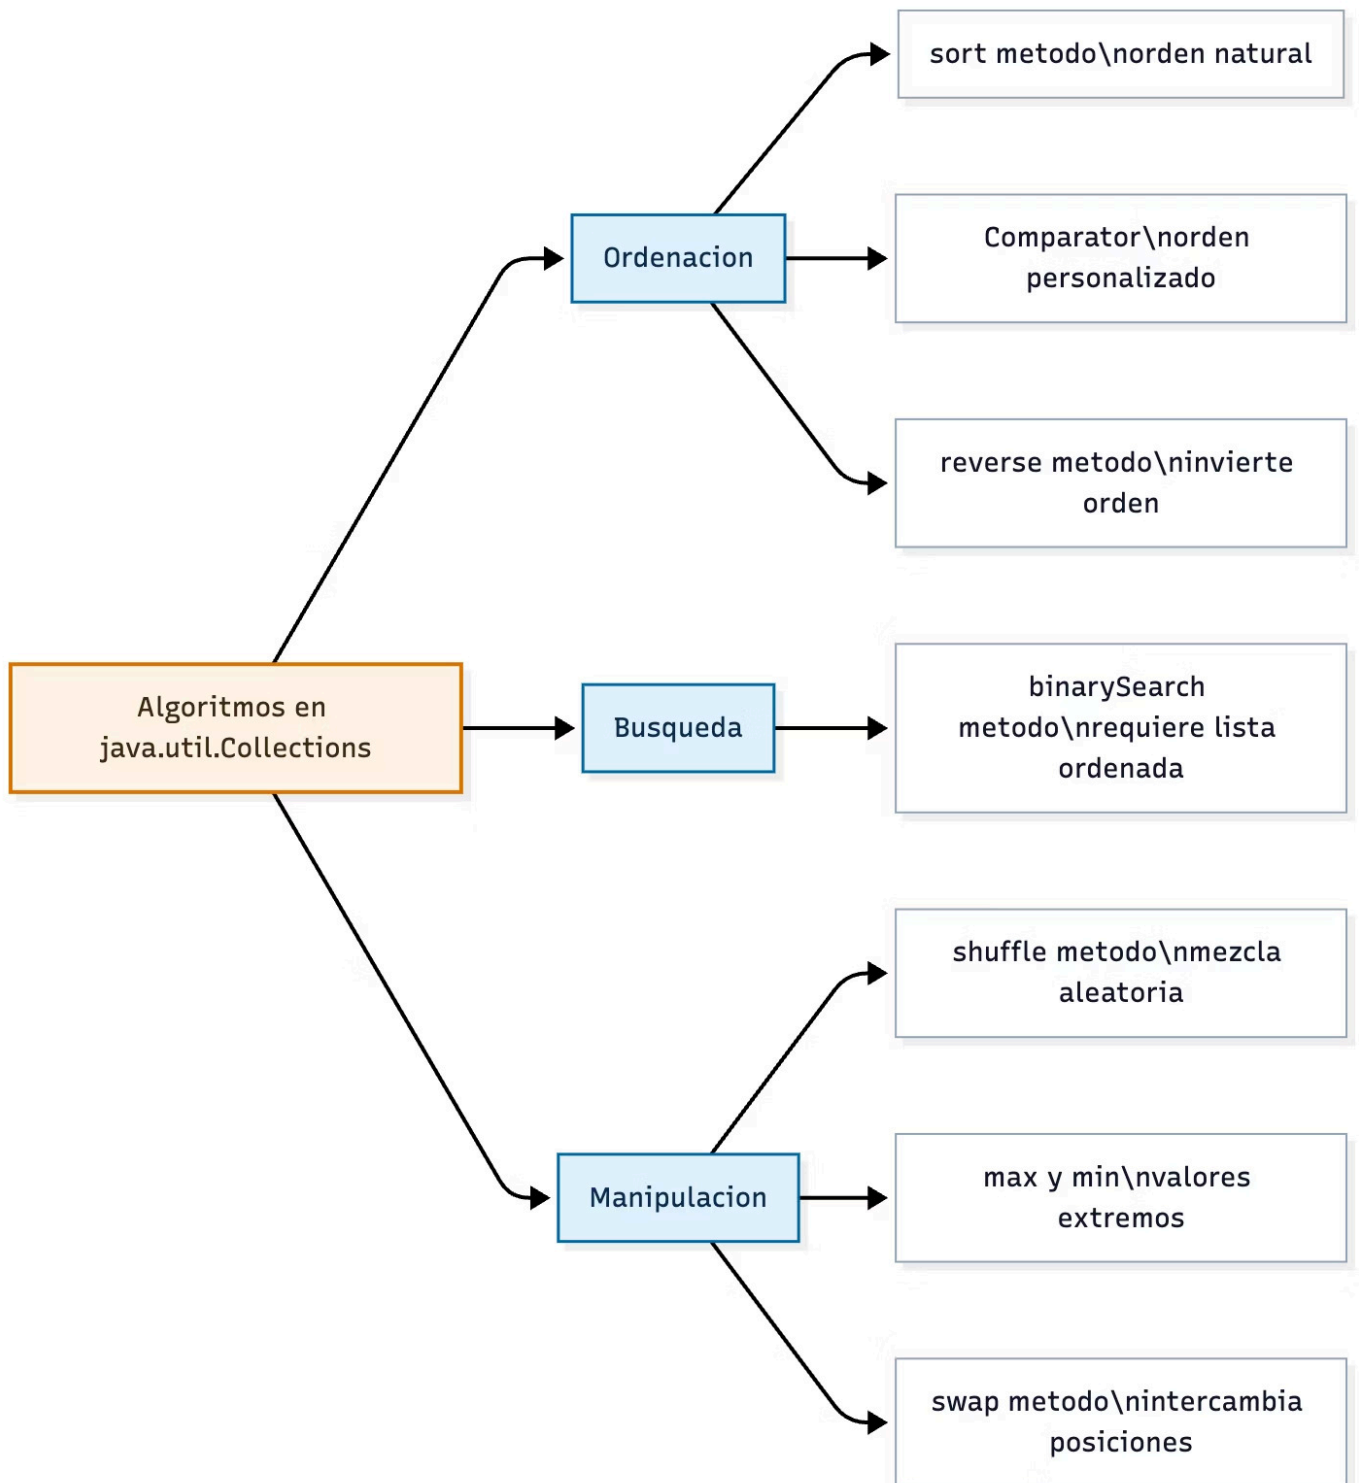 sort metodo\norden natural
Comparator\norden
personalizado
Ordenacion
reverse metodo\ninvierte
orden
Algoritmos en
java.util.Collections
Busqueda
binarySearch
metodo\nrequiere lista
ordenada
shuffle metodo\nmezcla
aleatoria
Manipulacion
max y min\nvalores
extremos
swap metodo\nintercambia
posiciones